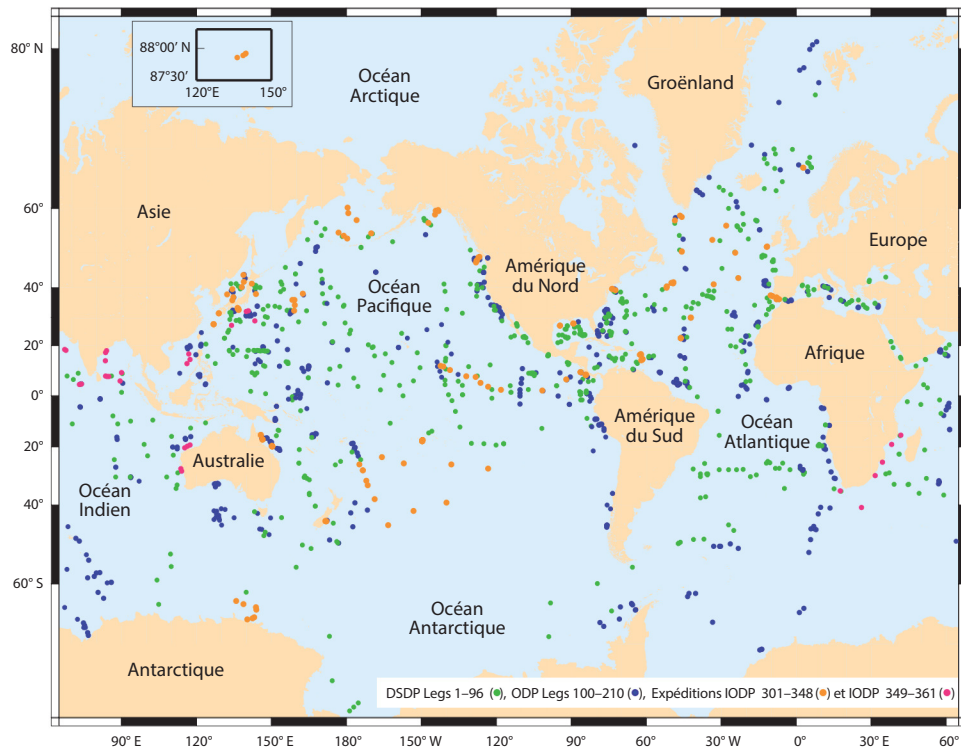 88°00′ N
87°30′
120°E
150°
80° N
60°
40°
20°
0°
20°
40°
60° S
Océan
Arctique
Groënland
Asie
Europe
Amérique
du Nord
Océan
Pacifique
Afrique
Amérique
du Sud
Océan
Atlantique
Australie
Océan
Indien
Océan
Antarctique
Antarctique
DSDP Legs 1–96 (●), ODP Legs 100–210 (●), Expéditions IODP 301–348 (●) et IODP 349–361 (●)
90° E
120°E
150° E
180°
150° W
120°W
90°W
60°W
30° W
0°
30° E
60°